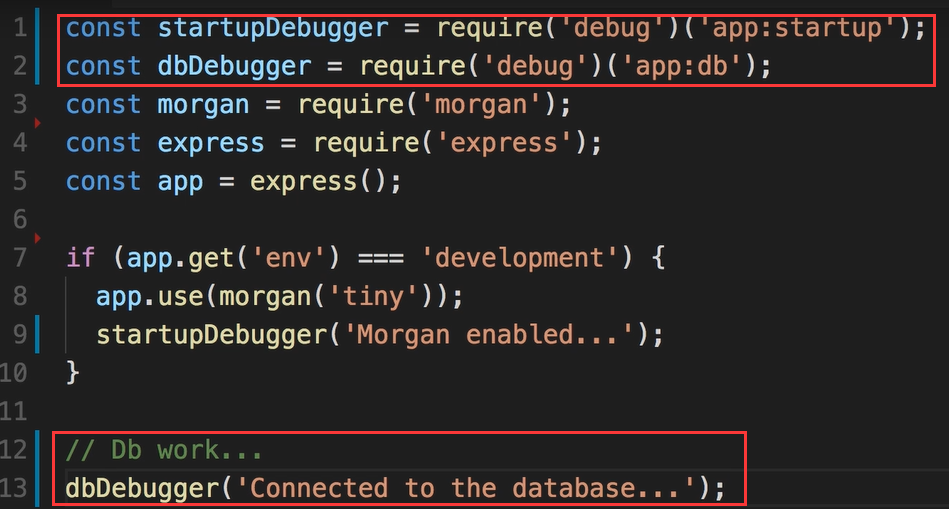 1 const startupDebugger = require('debug')('app:startup');
2 const dbDebugger = require('debug')('app:db');
3 const morgan = require('morgan');
4 const express = require('express');
5 const app = express();
6
7 if (app.get('env') === 'development') {
8   app.use(morgan('tiny'));
9   startupDebugger('Morgan enabled...');
10 }
11
12 // Db work...
13 dbDebugger('Connected to the database...');